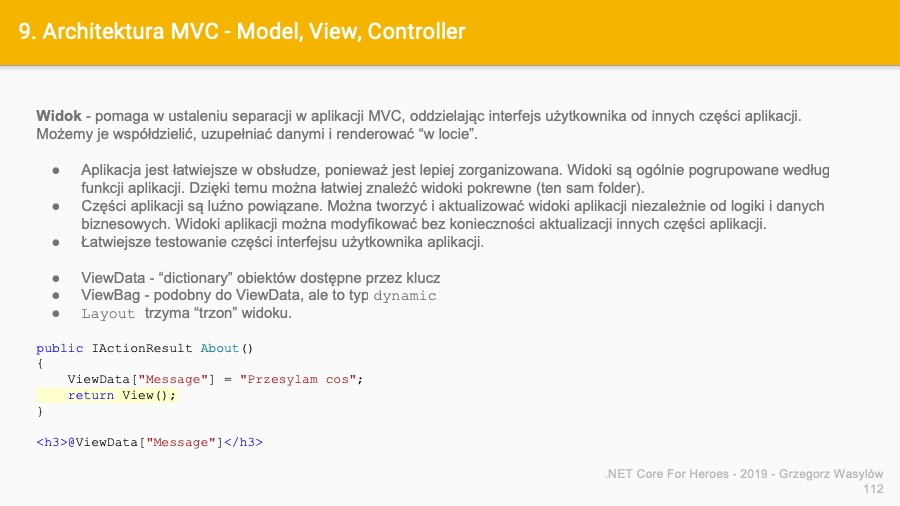 9. Architektura MVC - Model, View, Controller
Widok - pomaga w ustaleniu separacji w aplikacji MVC, oddzielając interfejs użytkownika od innych części aplikacji.
Możemy je współdzielić, uzupełniać danymi i renderować “w locie”.
● Aplikacja jest łatwiejsze w obsłudze, ponieważ jest lepiej zorganizowana. Widoki są ogólnie pogrupowane według
funkcji aplikacji. Dzięki temu można łatwiej znaleźć widoki pokrewne (ten sam folder).
● Części aplikacji są luźno powiązane. Można tworzyć i aktualizować widoki aplikacji niezależnie od logiki i danych
biznesowych. Widoki aplikacji można modyfikować bez konieczności aktualizacji innych części aplikacji.
● Łatwiejsze testowanie części interfejsu użytkownika aplikacji.
● ViewData - “dictionary” obiektów dostępne przez klucz
● ViewBag - podobny do ViewData, ale to typ dynamic
● Layout trzyma “trzon” widoku.
public IActionResult About()
{
    ViewData["Message"] = "Przesylam cos";
    return View();
}
<h3>@ViewData["Message"]</h3>
.NET Core For Heroes - 2019 - Grzegorz Wasylów
112